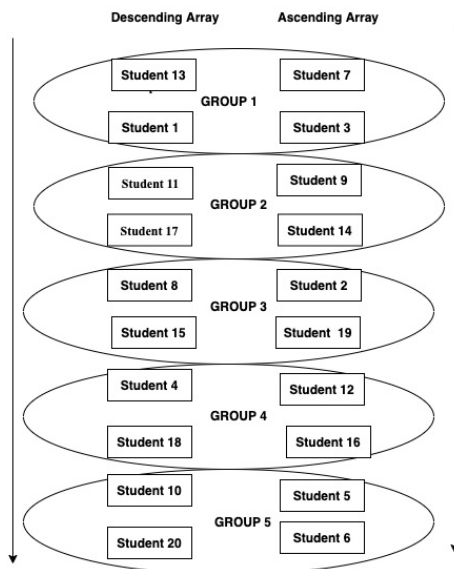 Descending Array Ascending Array
Student 13 Student 7
GROUP 1
Student 1 Student 3
Student 11 Student 9
GROUP 2
Student 17 Student 14
Student 8 Student 2
GROUP 3
Student 15 Student 19
Student 4 Student 12
GROUP 4
Student 18 Student 16
Student 10 Student 5
GROUP 5
Student 20 Student 6